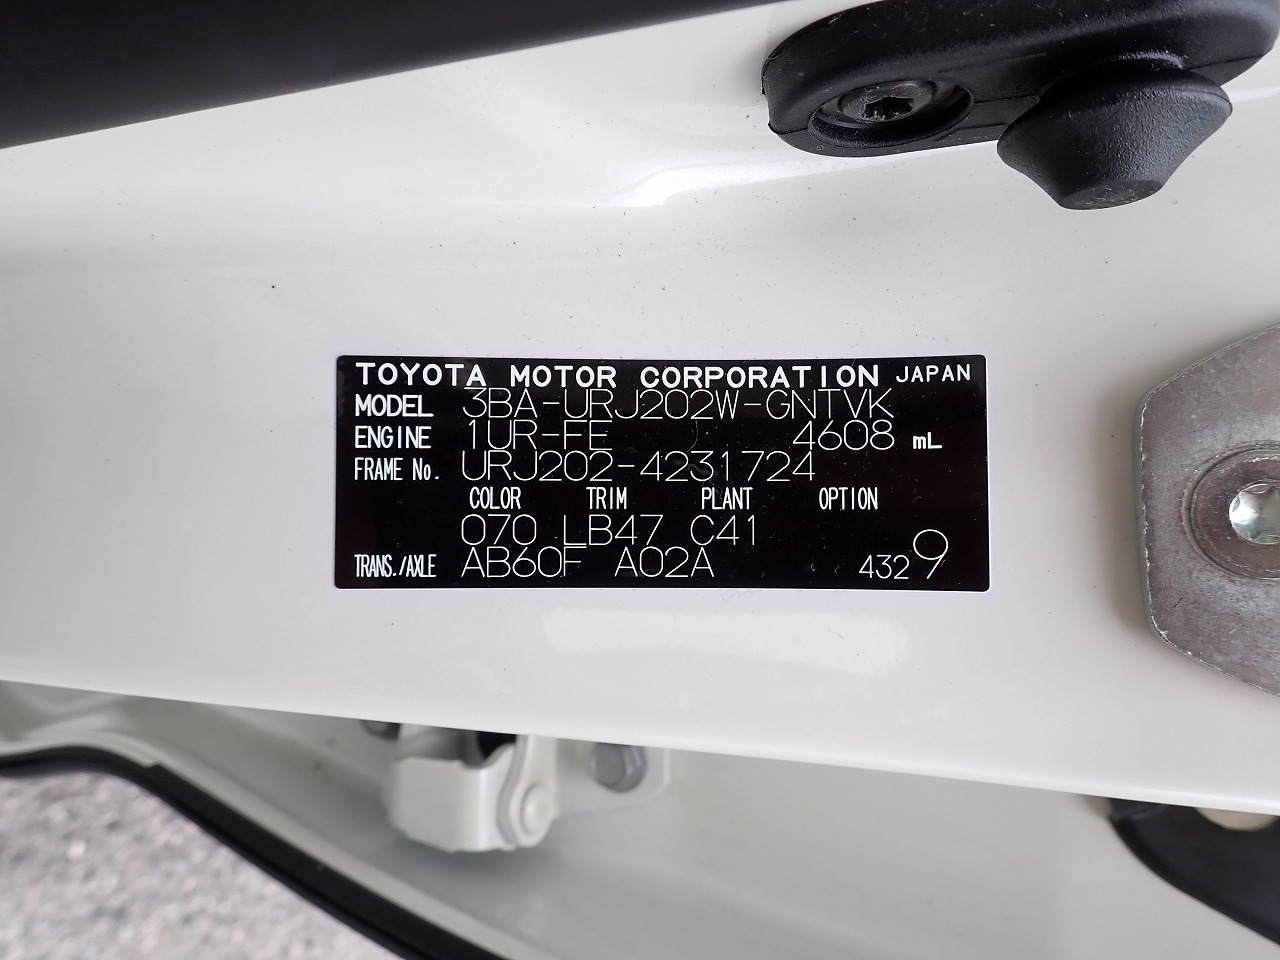 TOYOTA MOTOR CORPORATION JAPAN
MODEL 3BA-URJ202W-GNTVK
ENGINE 1UR-FE 4608 mL
FRAME No. URJ202-4231724
COLOR TRIM PLANT OPTION
070 LB47 C41
TRANS./AXLE AB60F A02A 4329